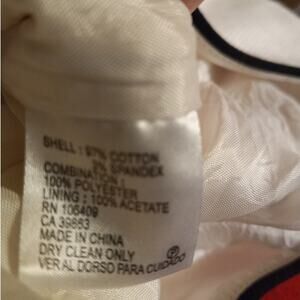 SHELL : 97% COTTON
3% SPANDEX
COMBINATION :
100% POLYESTER
LINING : 100% ACETATE
RN 106409
CA 39863
MADE IN CHINA
DRY CLEAN ONLY
VER AL DORSO PARA CUIDADO